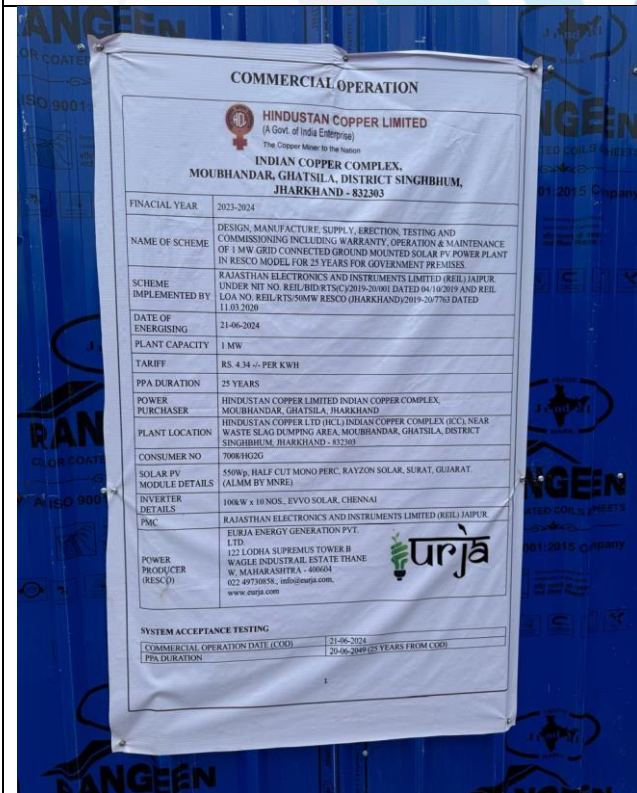 COMMERCIAL OPERATION
HINDUSTAN COPPER LIMITED
(A Govt. of India Enterprise)
The Copper Miner to the Nation
INDIAN COPPER COMPLEX,
MOUBHANDAR, GHATSILA, DISTRICT SINGHBHUM,
JHARKHAND - 832303
FINACIAL YEAR
2023-2024
NAME OF SCHEME
DESIGN, MANUFACTURE, SUPPLY, ERECTION, TESTING AND
COMMISSIONING INCLUDING WARRANTY, OPERATION & MAINTENANCE
OF 1 MW GRID CONNECTED GROUND MOUNTED SOLAR PV POWER PLANT
IN RESCO MODEL FOR 25 YEARS FOR GOVERNMENT PREMISES.
SCHEME
IMPLEMENTED BY
RAJASTHAN ELECTRONICS AND INSTRUMENTS LIMITED (REIL) JAIPUR
UNDER NIT NO. REIL/BID/RTS(C)/2019-20/001 DATED 04/10/2019 AND REIL
LOA NO. REIL/RTS/50MW RESCO (JHARKHAND)/2019-20/7763 DATED
11.03.2020
DATE OF
ENERGISING
21-06-2024
PLANT CAPACITY
1 MW
TARIFF
RS. 4.34 -/- PER KWH
PPA DURATION
25 YEARS
POWER
PURCHASER
HINDUSTAN COPPER LIMITED INDIAN COPPER COMPLEX,
MOUBHANDAR, GHATSILA, JHARKHAND
PLANT LOCATION
HINDUSTAN COPPER LTD (HCL) INDIAN COPPER COMPLEX (ICC), NEAR
WASTE SLAG DUMPING AREA, MOUBHANDAR, GHATSILA, DISTRICT
SINGHBHUM, JHARKHAND - 832303
CONSUMER NO
7008/HG2G
SOLAR PV
MODULE DETAILS
550Wp, HALF CUT MONO PERC, RAYZON SOLAR, SURAT, GUJARAT.
(ALMM BY MNRE)
INVERTER
DETAILS
100kW x 10 NOS., EVVO SOLAR, CHENNAI
PMC
RAJASTHAN ELECTRONICS AND INSTRUMENTS LIMITED (REIL) JAIPUR
POWER
PRODUCER
(RESCO)
EURJA ENERGY GENERATION PVT.
LTD.
122 LODHA SUPREMUS TOWER B
WAGLE INDUSTRAIL ESTATE THANE
W, MAHARASHTRA - 400604
022 49730858., info@eurja.com,
www.eurja.com
urja
SYSTEM ACCEPTANCE TESTING
COMMERCIAL OPERATION DATE (COD)
21-06-2024
PPA DURATION
20-06-2049 (25 YEARS FROM COD)
1
RANGEEN